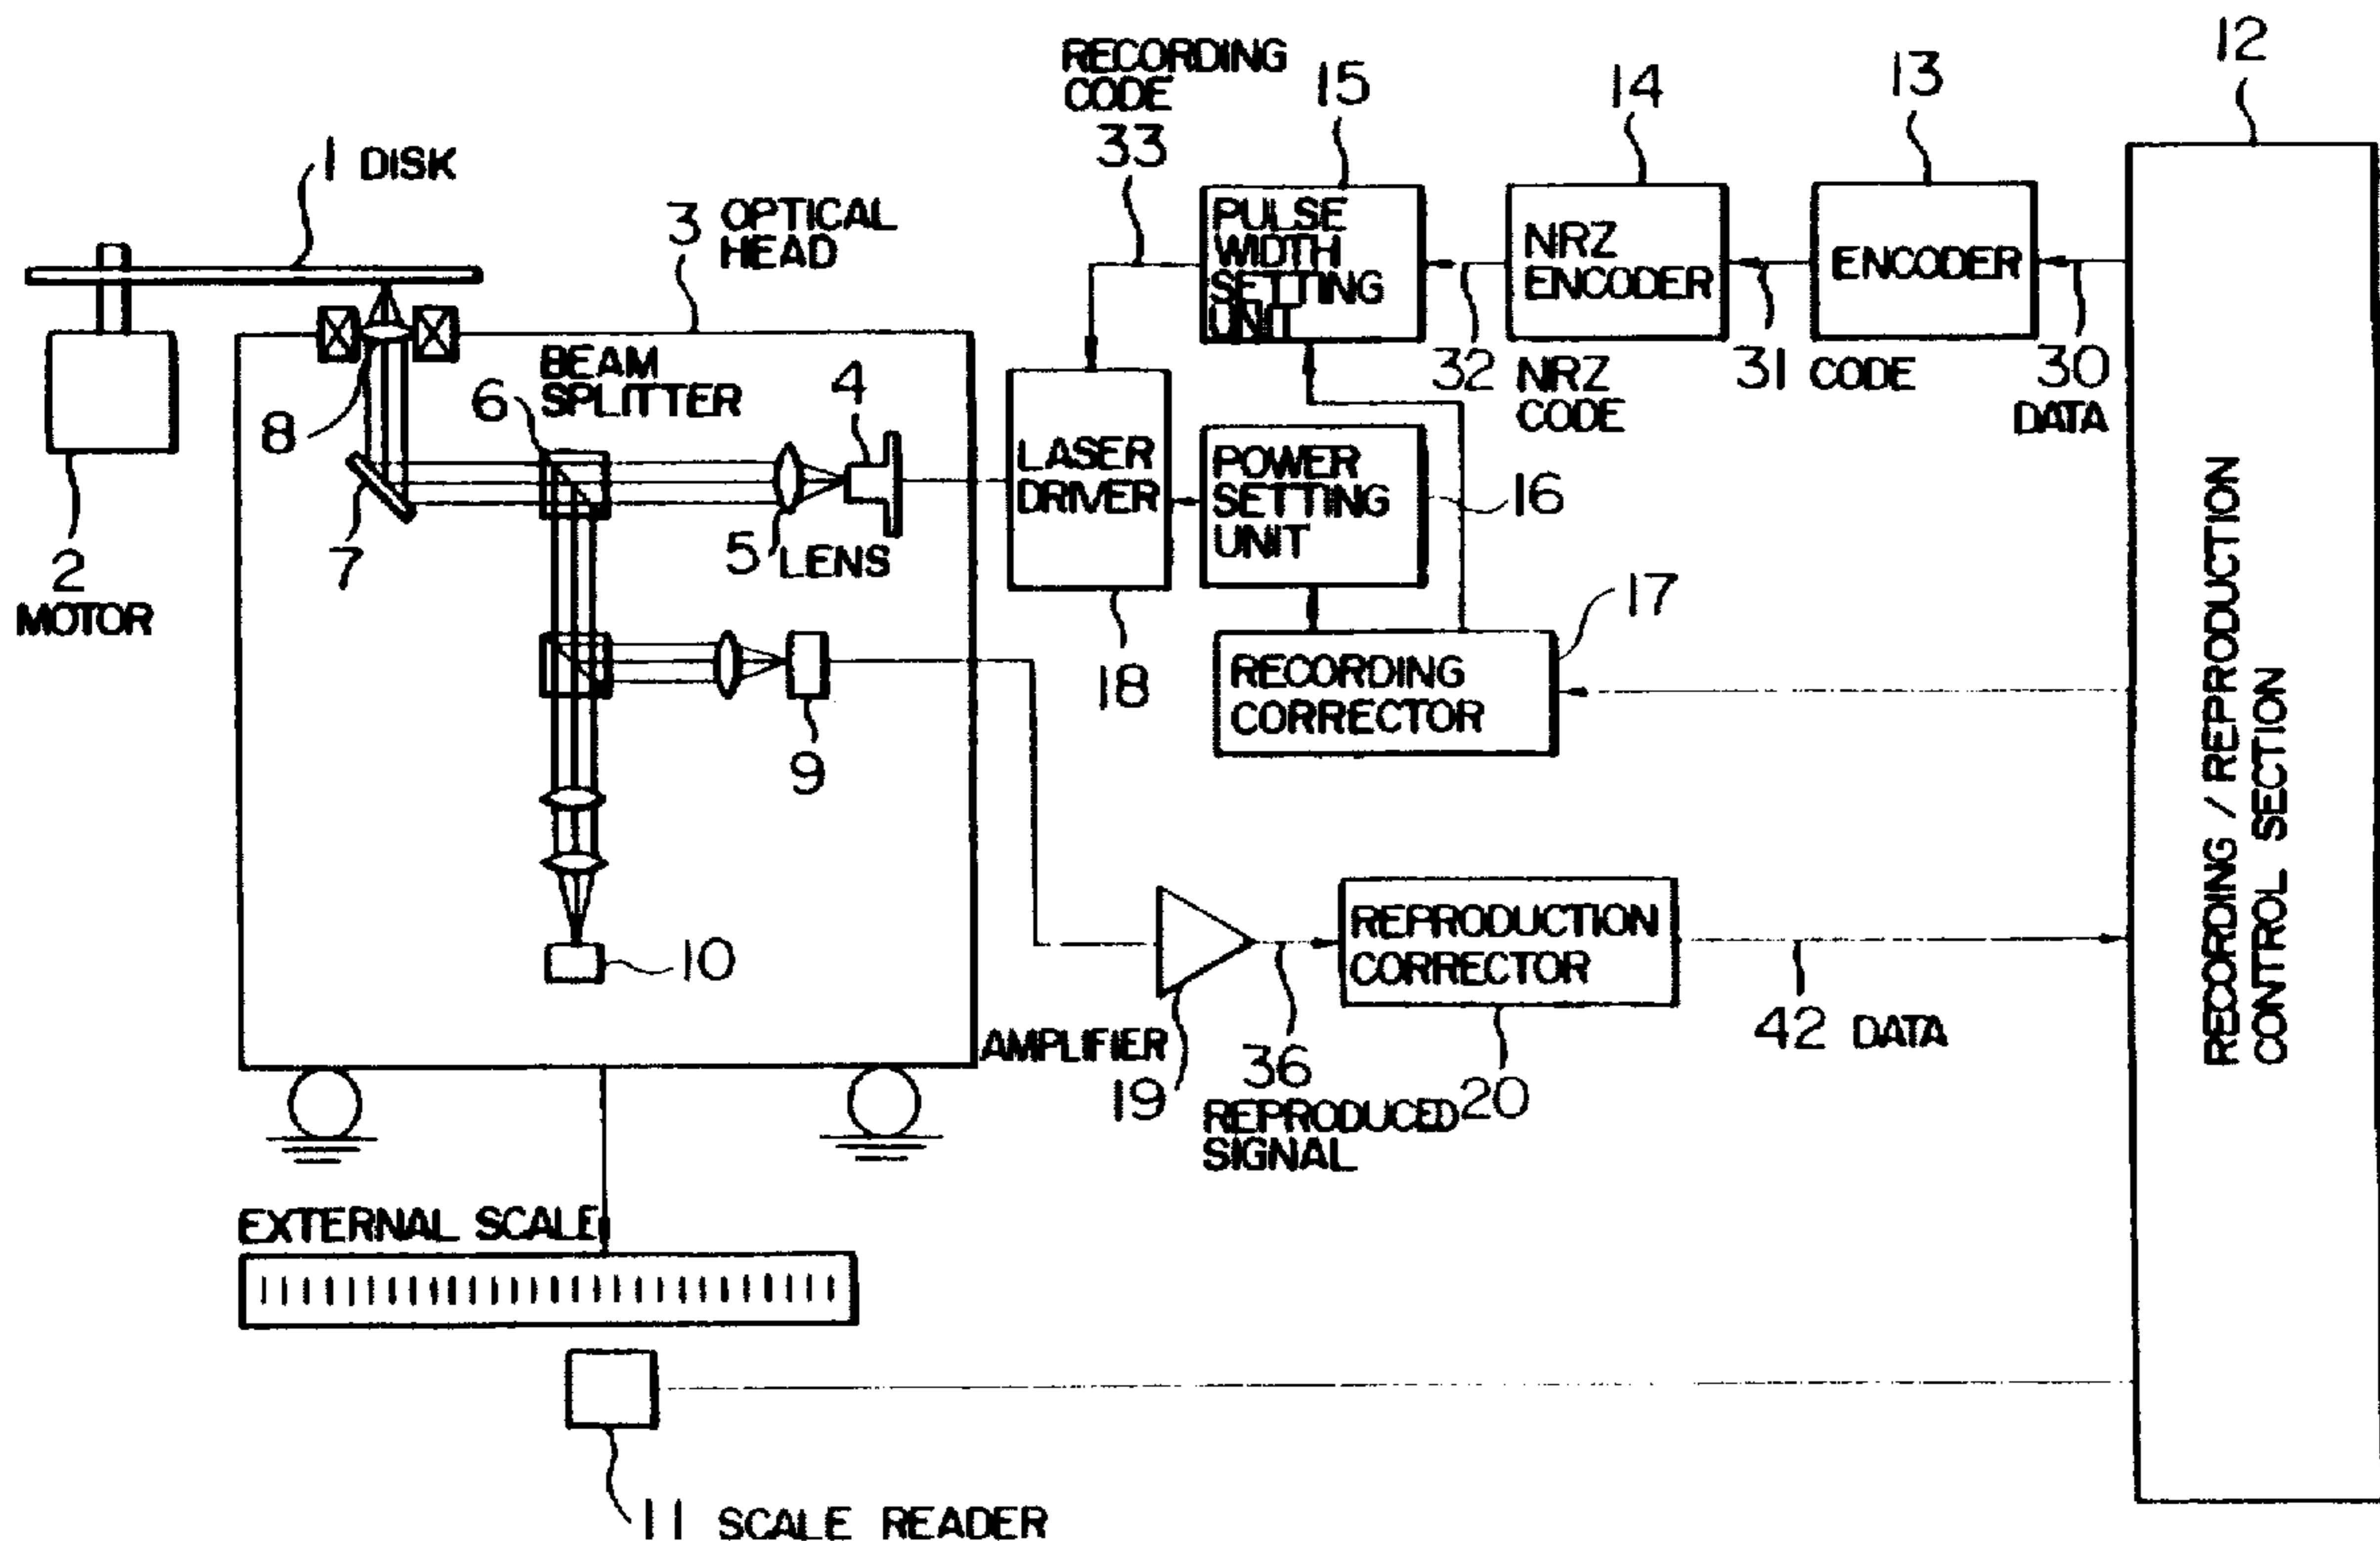 12
RECORDING
CODE
33
15
14
13
1 DISK
3 OPTICAL
HEAD
PULSE
WIDTH
SETTING
UNIT
NRZ
ENCODER
ENCODER
32 NRZ
CODE
31 CODE
30
DATA
BEAM
SPLITTER
6
4
8
7
5 LENS
2
MOTOR
LASER
DRIVER
18
POWER
SETTING
UNIT
16
17
RECORDING
CORRECTOR
9
10
RECORDING / REPRODUCTION
CONTROL SECTION
AMPLIFIER
19
36
REPRODUCED
SIGNAL
REPRODUCTION
CORRECTOR
20
42 DATA
EXTERNAL SCALE
11 SCALE READER